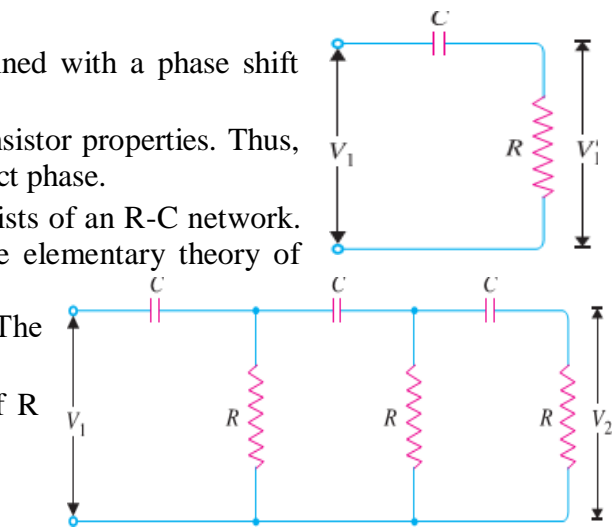 C
ned with a phase shift
nsistor properties. Thus,
V1 R V1
ct phase.
ists of an R-C network.
e elementary theory of
C C C
The
f R
V1 R R R V2